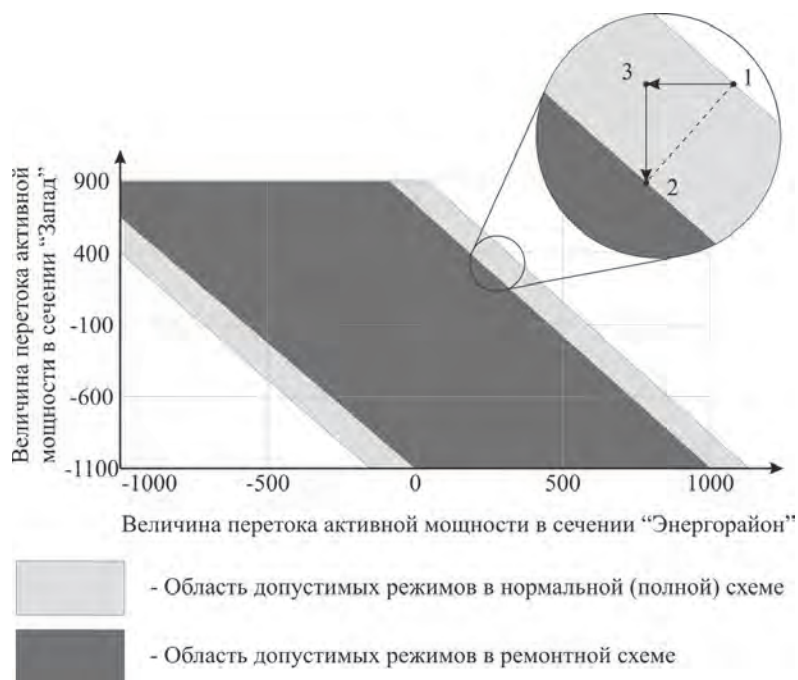 3
1
2
Величина перетока активной
мощности в сечении “Запад”
900
400
-100
-600
-1100
-1000
-500
0
500
1000
Величина перетока активной мощности в сечении “Энергорайон”
- Область допустимых режимов в нормальной (полной) схеме
- Область допустимых режимов в ремонтной схеме